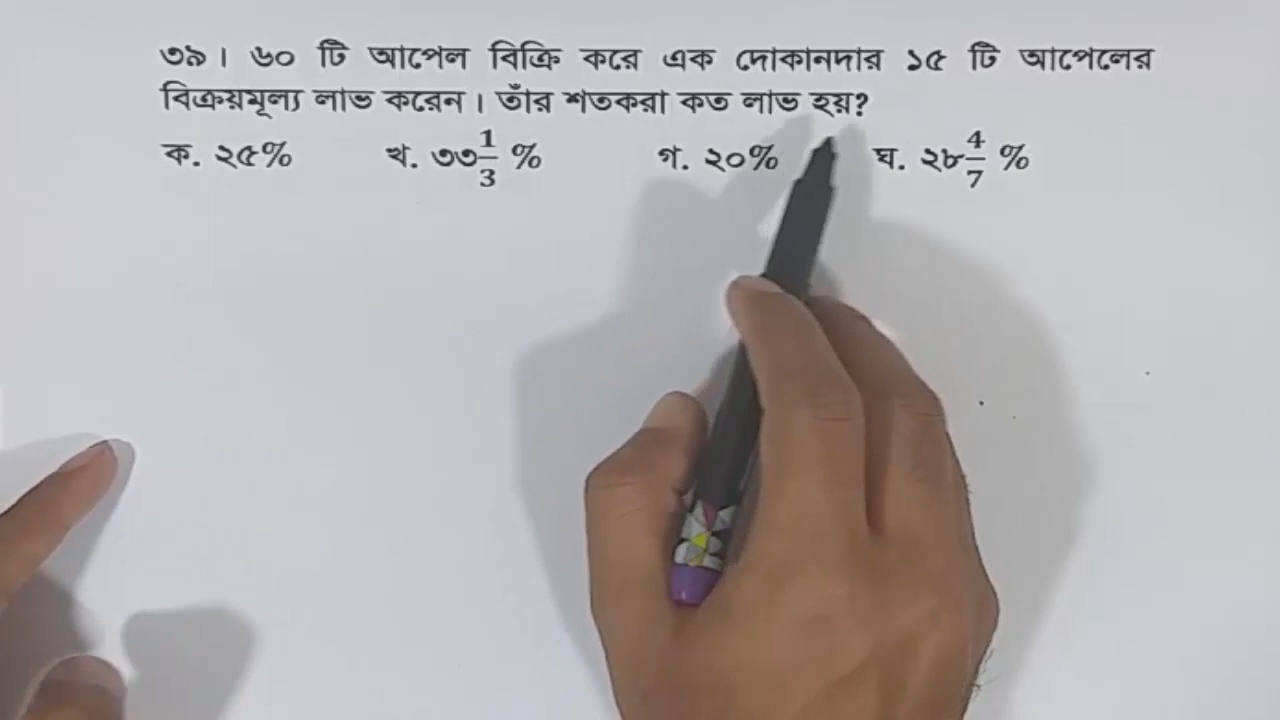 ৩৯। ৬০ টি আপেল বিক্রি করে এক দোকানদার ১৫ টি আপেলের
বিক্রয়মূল্য লাভ করেন। তাঁর শতকরা কত লাভ হয়?
ক. ২৫% খ. ৩৩1/3 % গ. ২০% ঘ. ২৮4/7 %